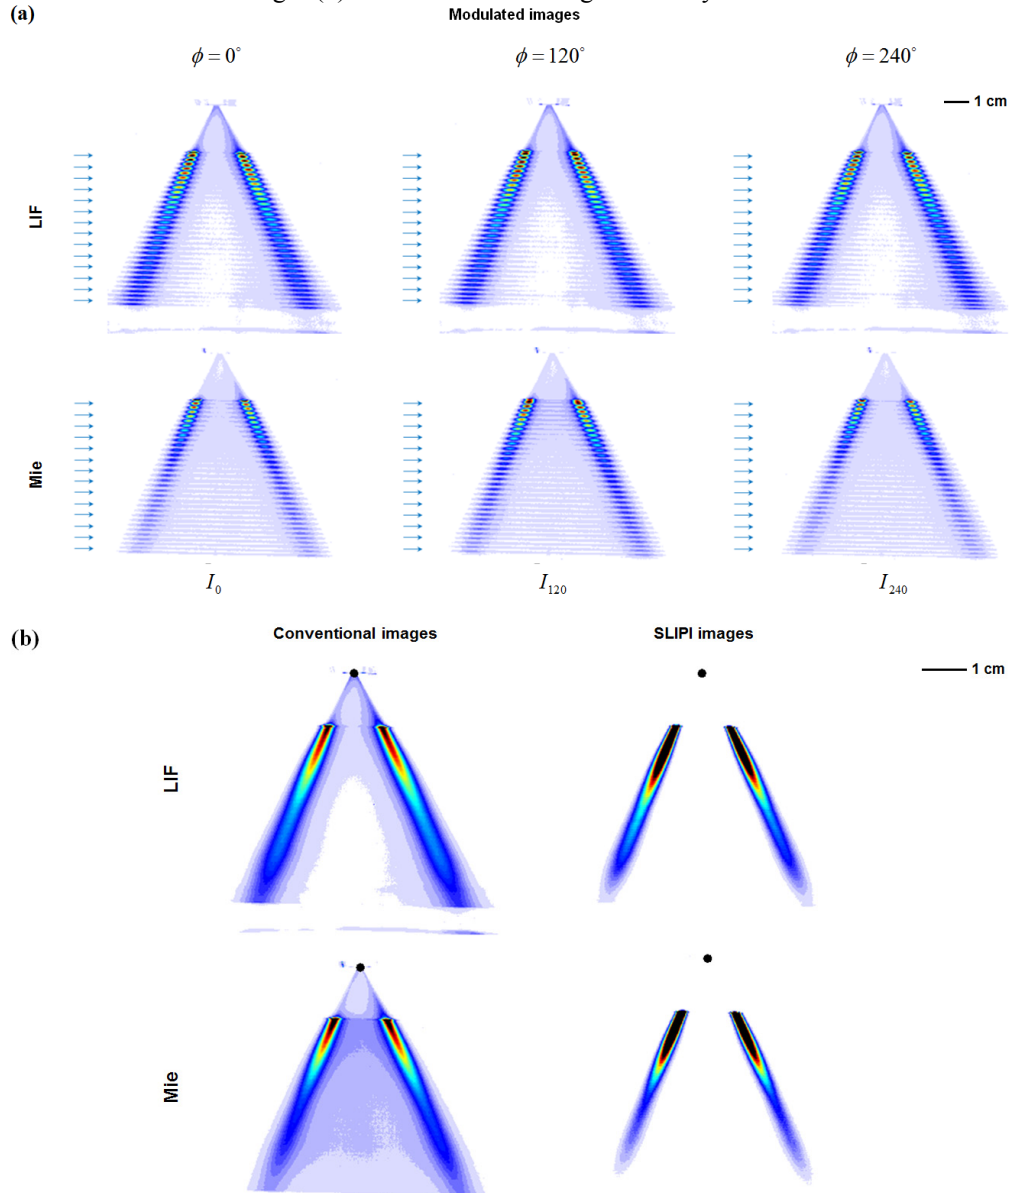 (a)
Modulated images
ϕ = 0° ϕ = 120° ϕ = 240°
1 cm
LIF
Mie
I₀ I₁₂₀ I₂₄₀
(b)
Conventional images SLIPI images
1 cm
LIF
Mie